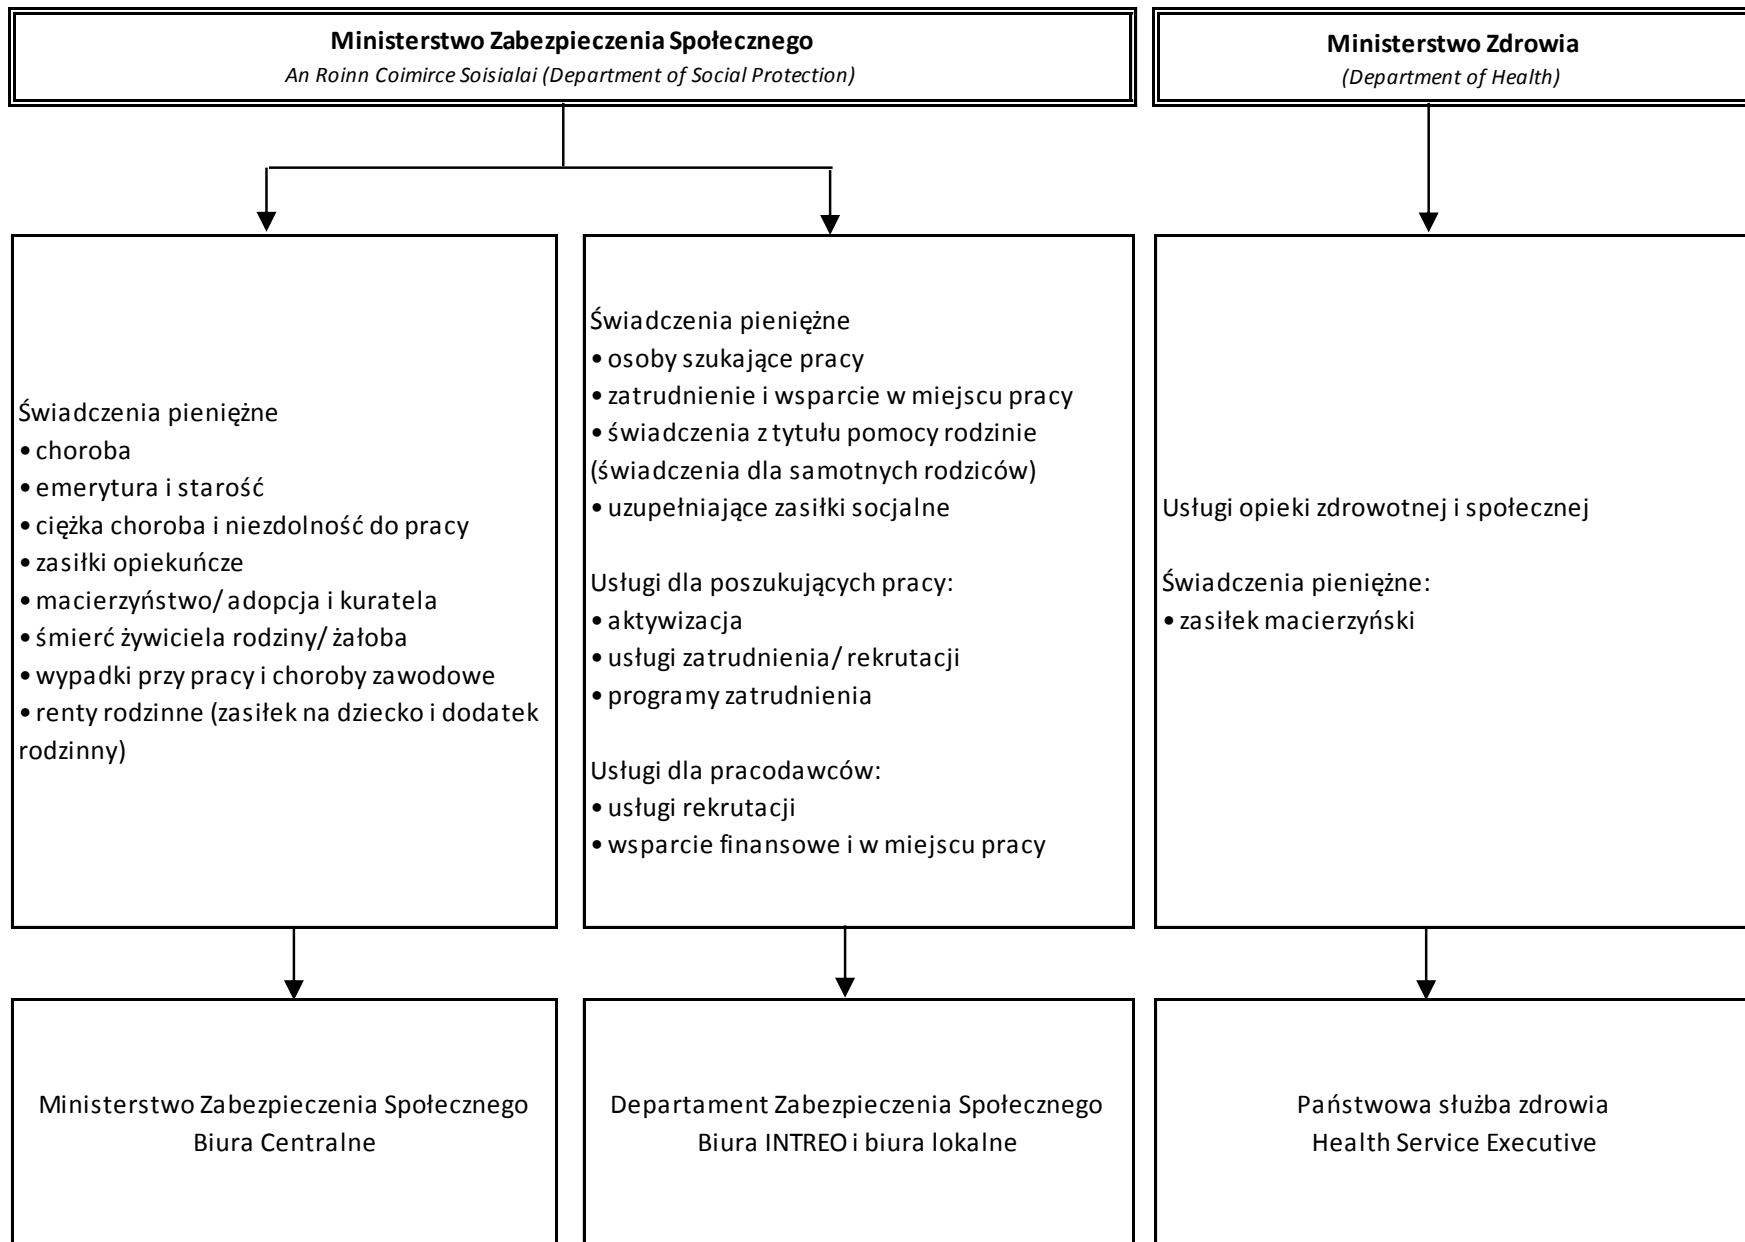 Ministerstwo Zabezpieczenia Społecznego
An Roinn Coimirce Soisialai (Department of Social Protection)
Ministerstwo Zdrowia
(Department of Health)
Świadczenia pieniężne
• choroba
• emerytura i starość
• ciężka choroba i niezdolność do pracy
• zasiłki opiekuńcze
• macierzyństwo/ adopcja i kuratela
• śmierć żywiciela rodziny/ żałoba
• wypadki przy pracy i choroby zawodowe
• renty rodzinne (zasiłek na dziecko i dodatek
rodzinny)
Świadczenia pieniężne
• osoby szukające pracy
• zatrudnienie i wsparcie w miejscu pracy
• świadczenia z tytułu pomocy rodzinie
(świadczenia dla samotnych rodziców)
• uzupełniające zasiłki socjalne
Usługi dla poszukujących pracy:
• aktywizacja
• usługi zatrudnienia/ rekrutacji
• programy zatrudnienia
Usługi dla pracodawców:
• usługi rekrutacji
• wsparcie finansowe i w miejscu pracy
Usługi opieki zdrowotnej i społecznej
Świadczenia pieniężne:
• zasiłek macierzyński
Ministerstwo Zabezpieczenia Społecznego
Biura Centralne
Departament Zabezpieczenia Społecznego
Biura INTREO i biura lokalne
Państwowa służba zdrowia
Health Service Executive